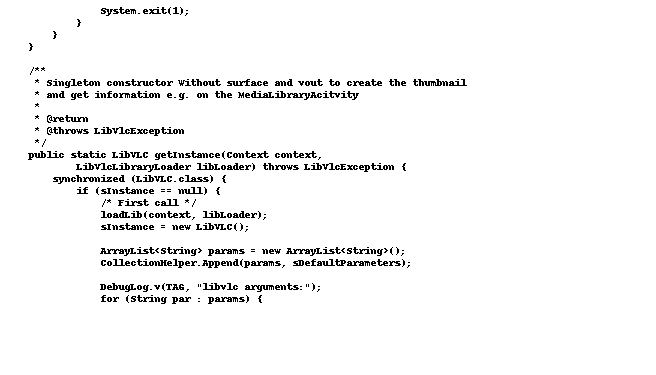 System.exit(1);
        }
    }
}

/**
 * Singleton constructor Without surface and vout to create the thumbnail
 * and get information e.g. on the MediaLibraryAcitvity
 *
 * @return
 * @throws LibVlcException
 */
public static LibVLC getInstance(Context context,
        LibVlcLibraryLoader libLoader) throws LibVlcException {
    synchronized (LibVLC.class) {
        if (sInstance == null) {
            /* First call */
            loadLib(context, libLoader);
            sInstance = new LibVLC();

            ArrayList<String> params = new ArrayList<String>();
            CollectionHelper.Append(params, sDefaultParameters);

            DebugLog.v(TAG, "libvlc arguments:");
            for (String par : params) {